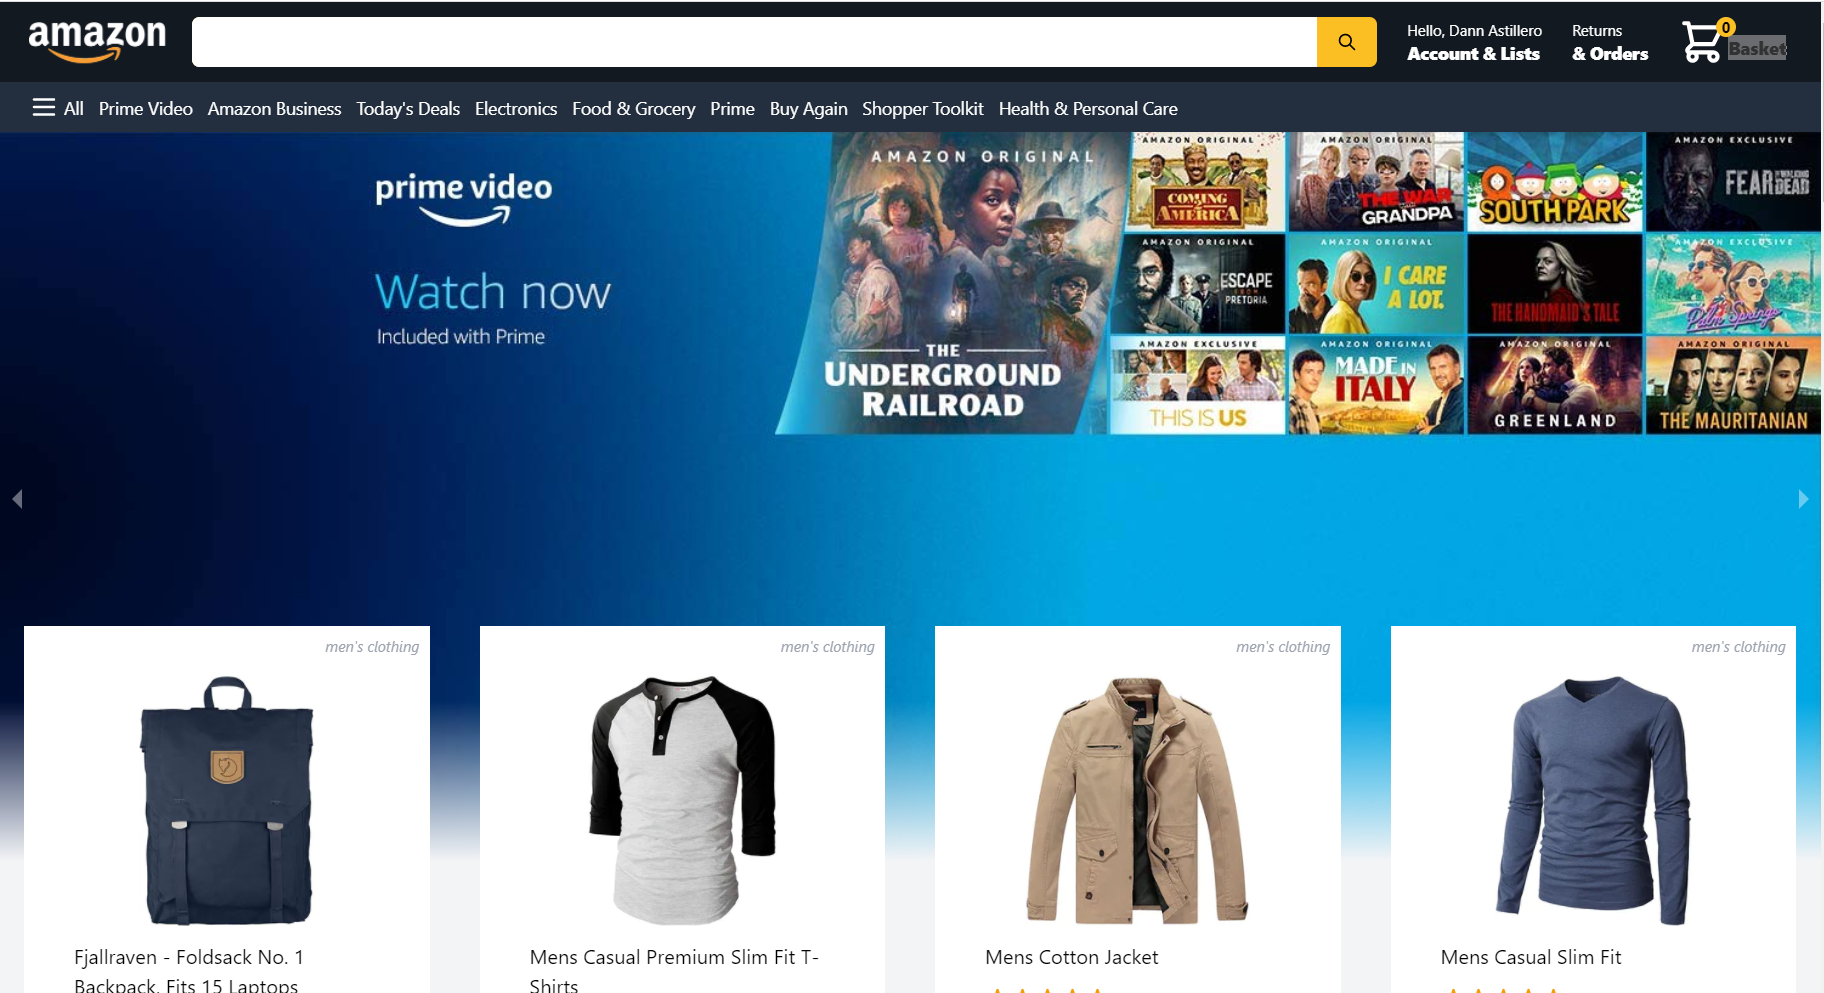 amazon
Hello, Dann Astillero
Account & Lists
Returns
& Orders
0
Basket
All Prime Video Amazon Business Today's Deals Electronics Food & Grocery Prime Buy Again Shopper Toolkit Health & Personal Care
prime video
Watch now
Included with Prime
AMAZON ORIGINAL
THE
UNDERGROUND
RAILROAD
AMAZON ORIGINAL
COMING
AMERICA
AMAZON ORIGINAL
THE WAR
GRANDPA
AMAZON ORIGINAL
SOUTH PARK
AMAZON EXCLUSIVE
FEAR THE WALKING DEAD
AMAZON ORIGINAL
ESCAPE
FROM
PRETORIA
AMAZON ORIGINAL
I CARE
A LOT.
THE HANDMAID'S TALE
AMAZON EXCLUSIVE
Palm Springs
AMAZON EXCLUSIVE
THIS IS US
AMAZON ORIGINAL
MADE IN
ITALY
AMAZON ORIGINAL
GREENLAND
AMAZON ORIGINAL
THE MAURITANIAN
men's clothing
Fjallraven - Foldsack No. 1
Backpack, Fits 15 Laptops
men's clothing
Mens Casual Premium Slim Fit T-
Shirts
men's clothing
Mens Cotton Jacket
men's clothing
Mens Casual Slim Fit